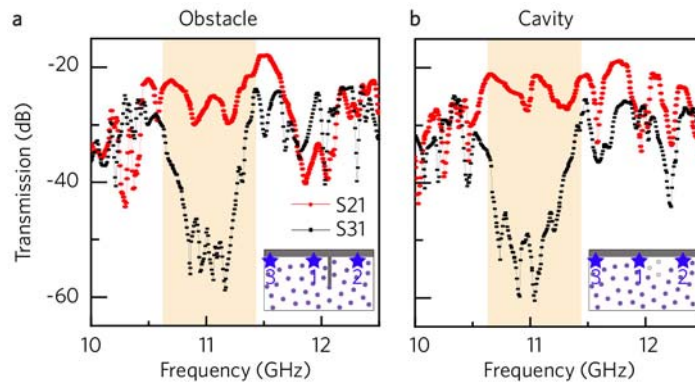 a
Obstacle
b
Cavity
Transmission (dB)
-20
-40
-60
S21
S31
3
1
2
3
1
2
10
11
12
10
11
12
Frequency (GHz)
Frequency (GHz)